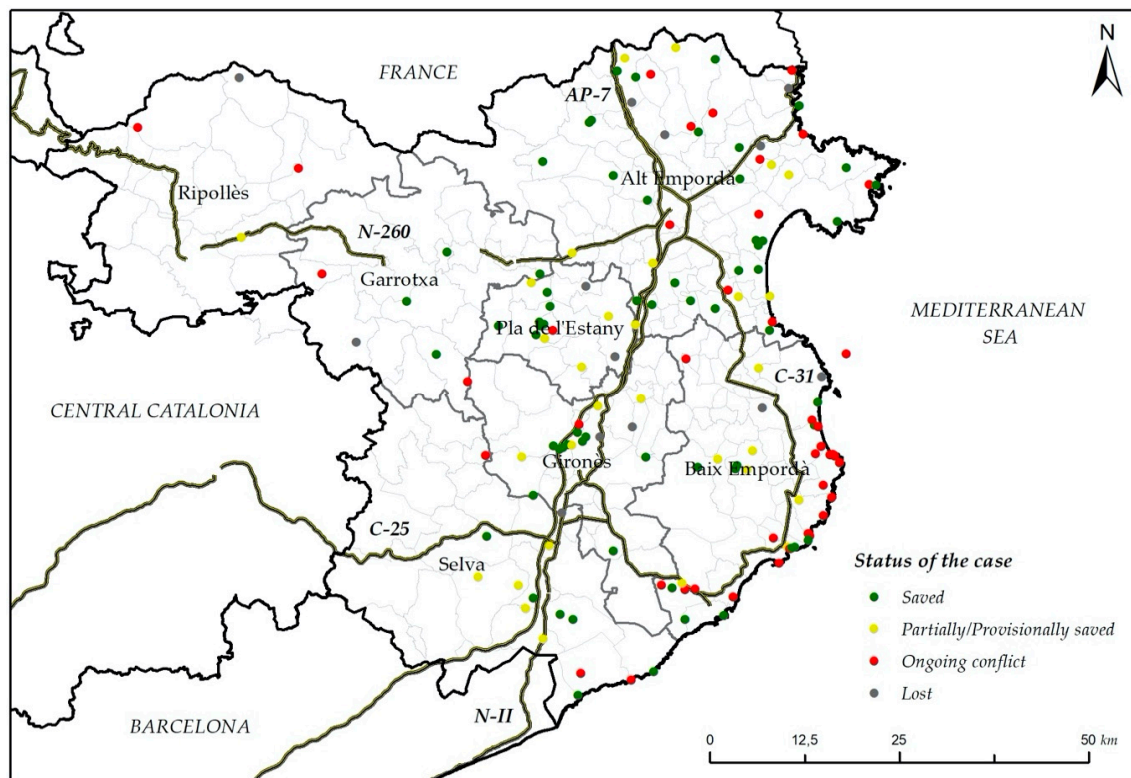 N
FRANCE
AP-7
Alt Empordà
Ripollès
N-260
Garrotxa
MEDITERRANEAN
SEA
Pla de l'Estany
C-31
CENTRAL CATALONIA
Gironès
Baix Empordà
C-25
Selva
Status of the case
Saved
Partially/Provisionally saved
Ongoing conflict
Lost
N-II
BARCELONA
0 12,5 25 50 km